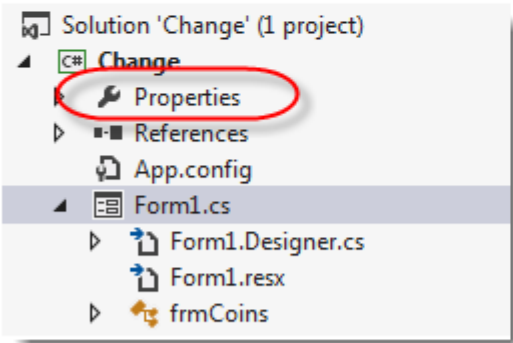 Solution 'Change' (1 project)
C# Change
Properties
References
App.config
Form1.cs
Form1.Designer.cs
Form1.resx
frmCoins